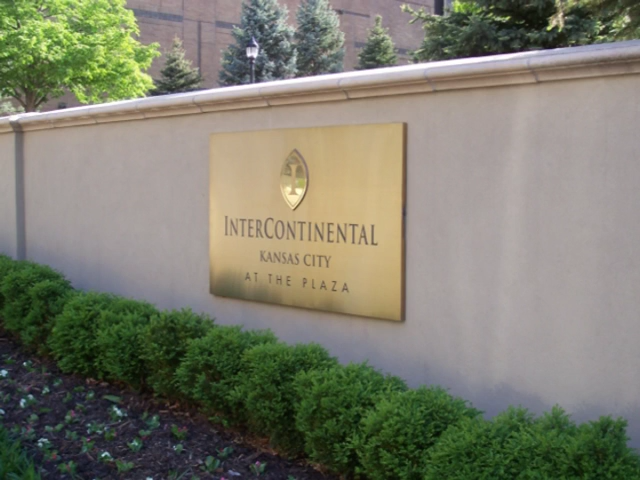 I
INTERCONTINENTAL
KANSAS CITY
AT THE PLAZA